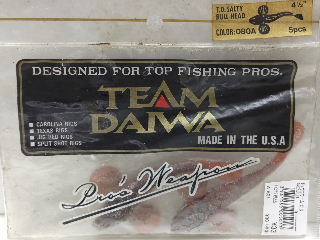 T.D. SALTY
BULL HEAD
4½"
COLOR: 080A
5pcs
DESIGNED FOR TOP FISHING PROS.
TEAM
DAIWA
CAROLINA RIGS
TEXAS RIGS
JIG RED RIGS
SPLIT SHOT RIGS
MADE IN THE U.S.A
Pro's Weapon